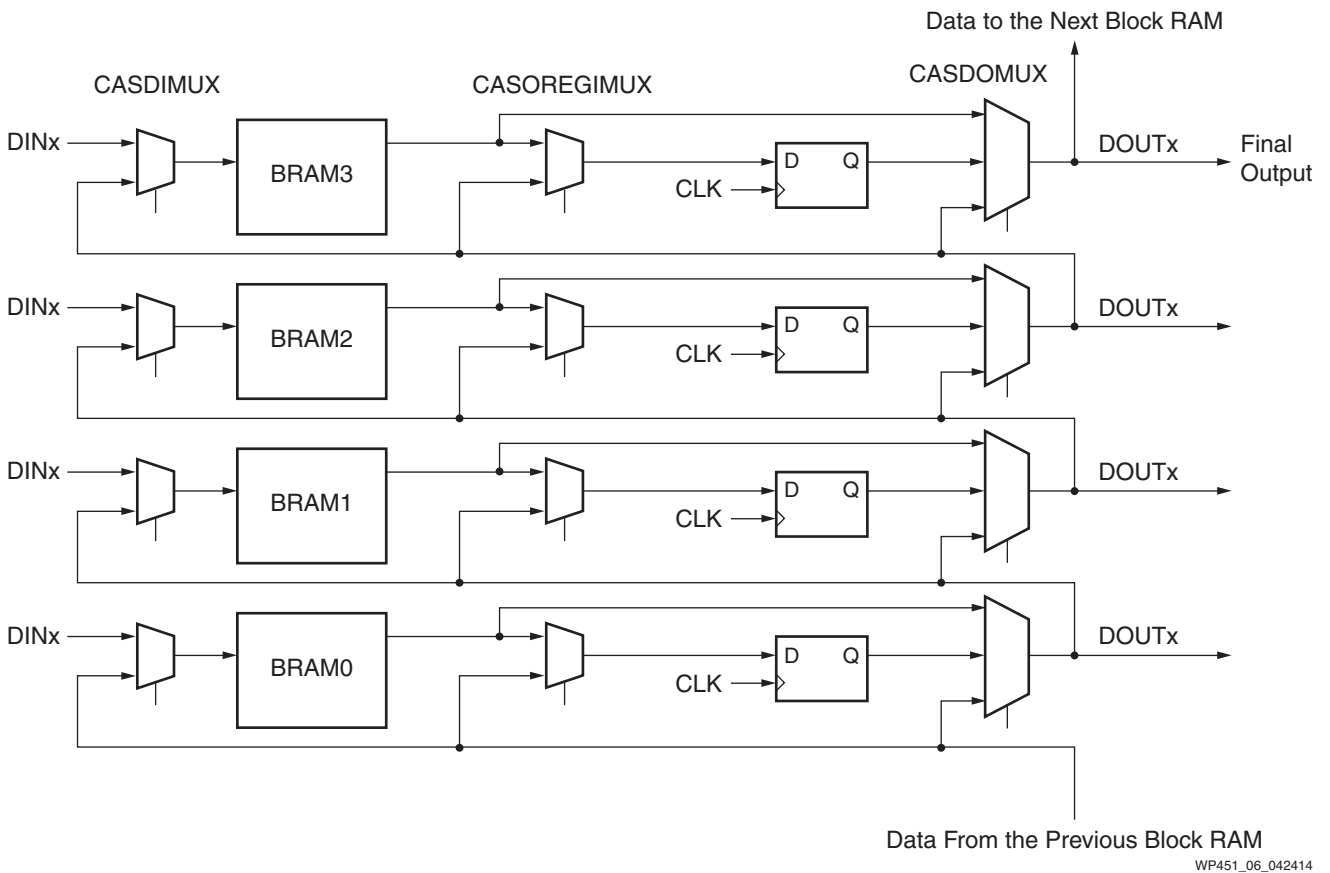 Data to the Next Block RAM
CASDIMUX
CASOREGIMUX
CASDOMUX
DINx
BRAM3
D Q
CLK
DOUTx
Final
Output
DINx
BRAM2
D Q
CLK
DOUTx
DINx
BRAM1
D Q
CLK
DOUTx
DINx
BRAM0
D Q
CLK
DOUTx
Data From the Previous Block RAM
WP451_06_042414